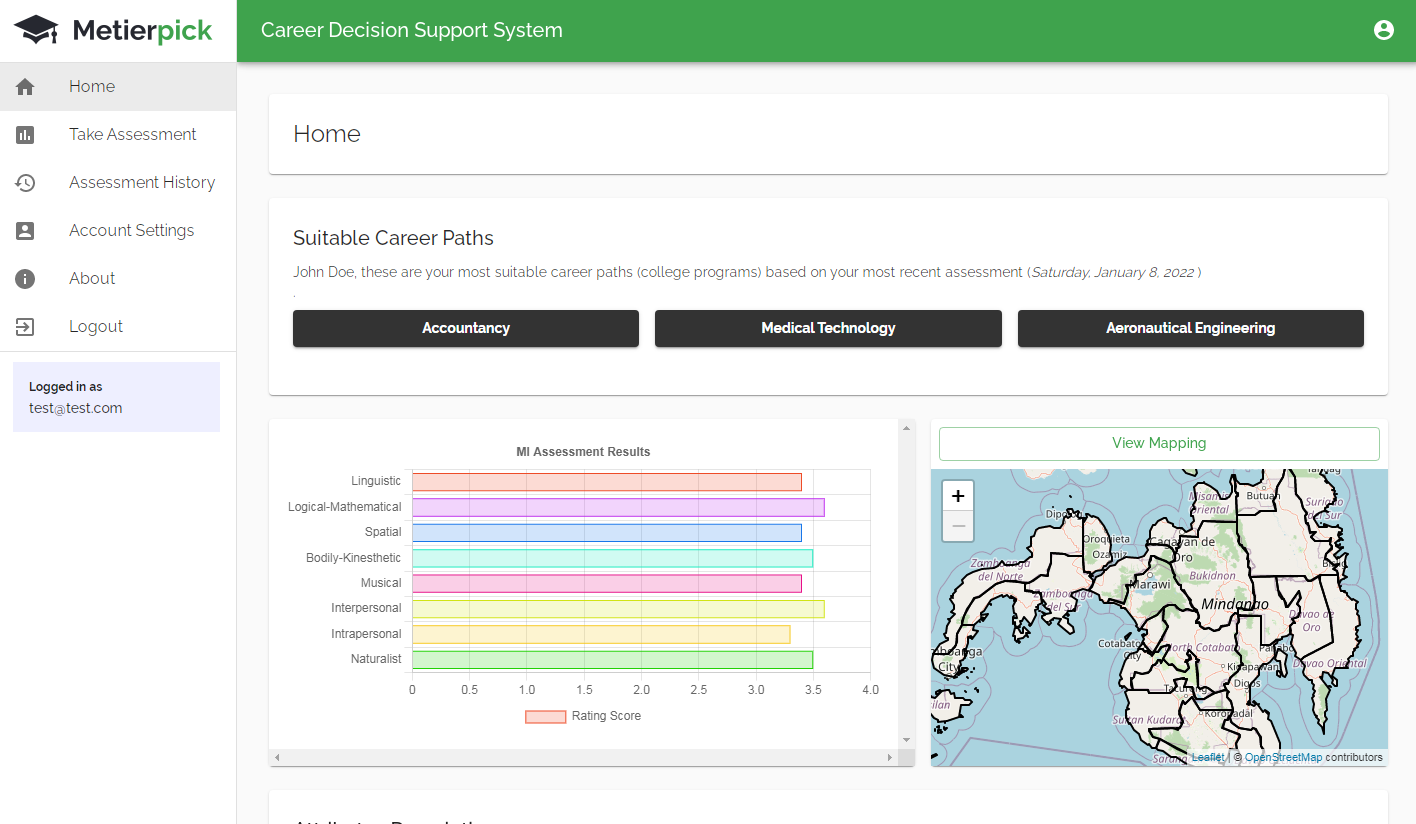 Metierpick
Career Decision Support System
Home
Take Assessment
Assessment History
Account Settings
About
Logout
Logged in as
test@test.com
Home
Suitable Career Paths
John Doe, these are your most suitable career paths (college programs) based on your most recent assessment (Saturday, January 8, 2022 )
.
Accountancy
Medical Technology
Aeronautical Engineering
MI Assessment Results
Linguistic
Logical-Mathematical
Spatial
Bodily-Kinesthetic
Musical
Interpersonal
Intrapersonal
Naturalist
0 0.5 1.0 1.5 2.0 2.5 3.0 3.5 4.0
Rating Score
View Mapping
+
−
Butuan
Misamis
Oriental
Surigao
del Sur
Oroquieta
Ozamiz
Cagayan de
Oro
Zamboanga
del Norte
Bukidnon
Marawi
Zamboanga
del Sur
Mindanao
Davao de
Oro
Cotabato
City
North Cotabato
City
Kidapawan
Davao Oriental
Digos
Tacurong
Koronadal
Sultan Kudarat
Leaflet | © OpenStreetMap contributors